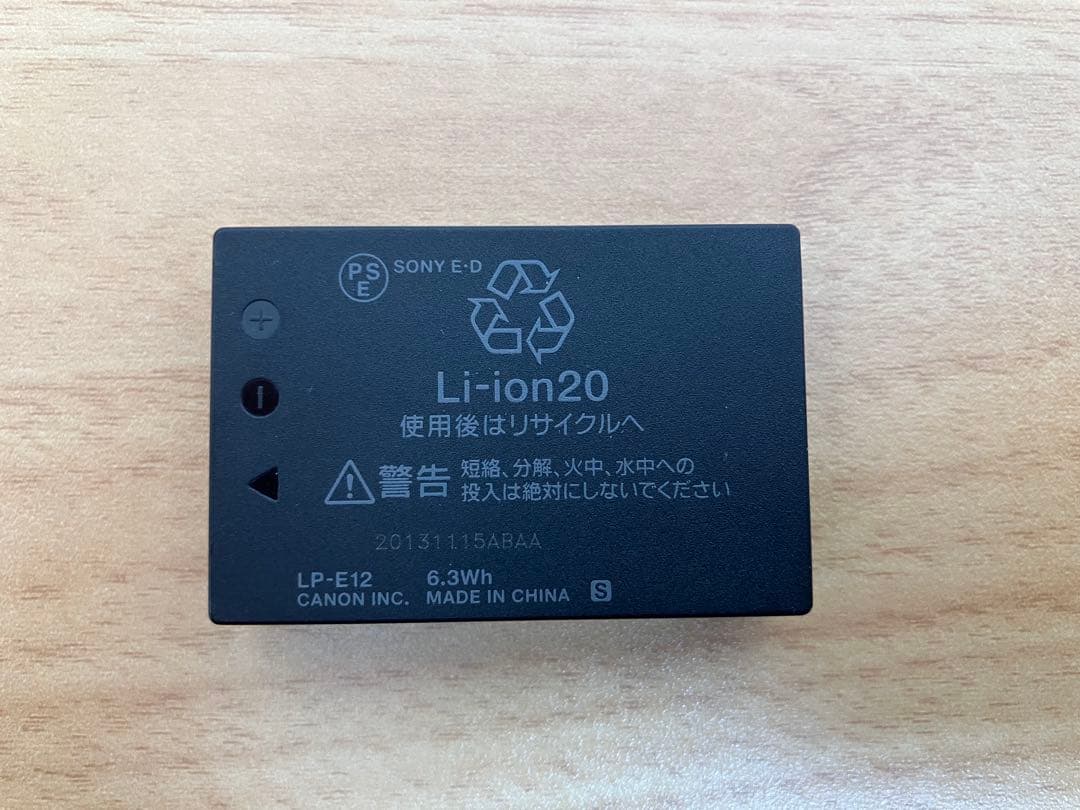 PS
E
SONY E·D
Li-ion20
使用後はリサイクルへ
警告
短絡、分解、火中、水中への
投入は絶対にしないでください
20131115ABAA
LP-E12 6.3Wh
CANON INC. MADE IN CHINA S